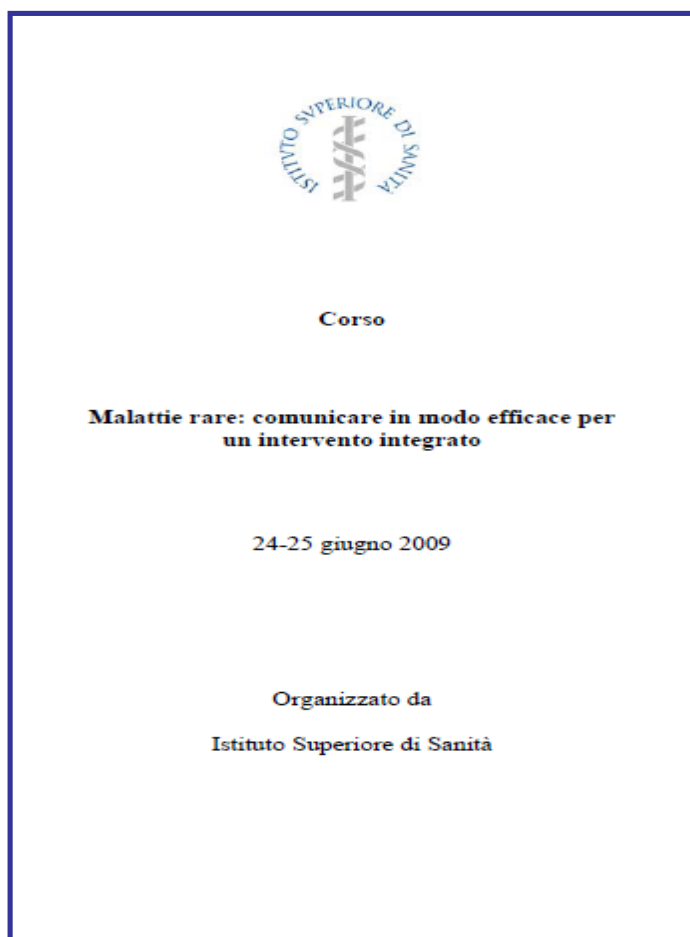 ISTITUTO SVPERIORE DI SANITÀ
Corso
Malattie rare: comunicare in modo efficace per
un intervento integrato
24-25 giugno 2009
Organizzato da
Istituto Superiore di Sanità